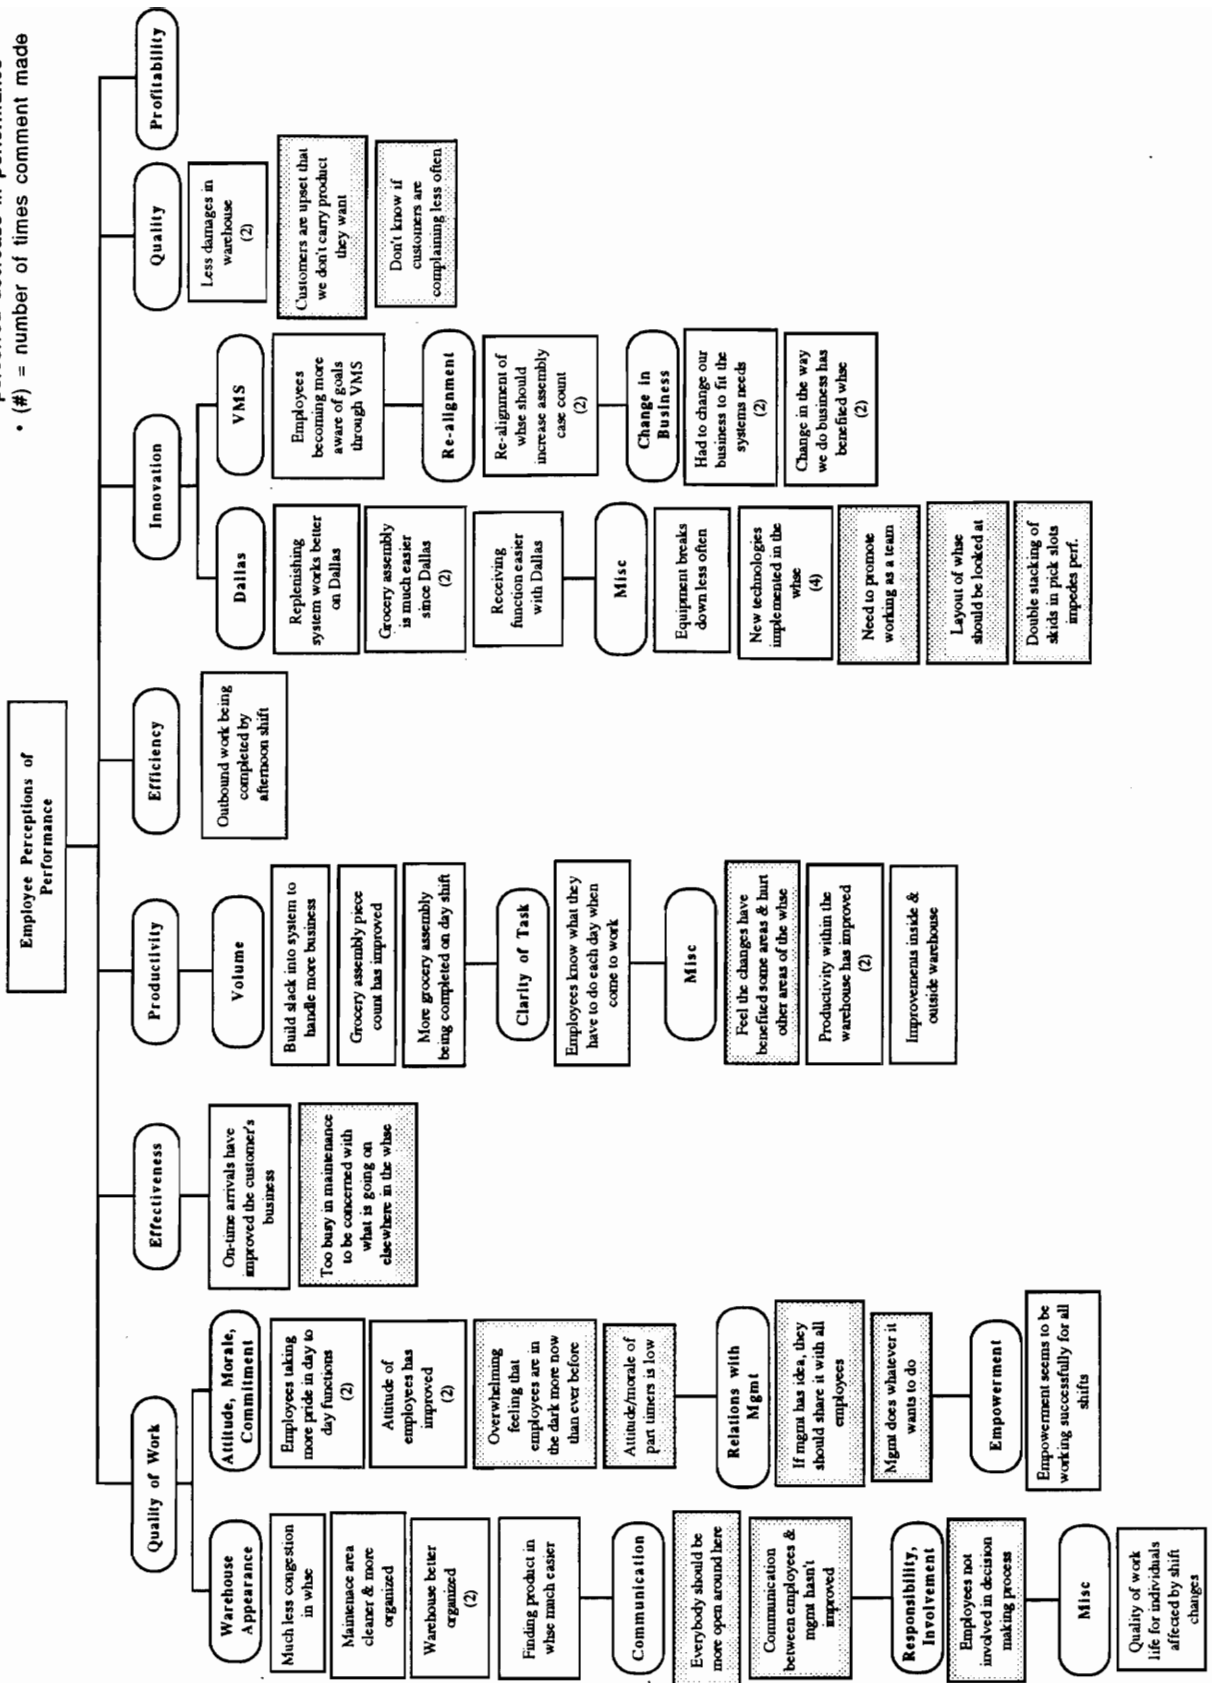 • (#) = number of times comment made
Employee Perceptions of
Performance
Quality of Work
Warehouse
Appearance
Much less congestion
in whse
Maintenace area
cleaner & more
organized
Warehouse better
organized
(2)
Finding product in
whse much easier
Communication
Everybody should be
more open around here
Communication
between employees &
mgmt hasn't
improved
Responsibility,
Involvement
Employees not
involved in decision
making process
Misc
Quality of work
life for individuals
affected by shift
changes
Attitude, Morale,
Commitment
Employees taking
more pride in day to
day functions
(2)
Attitude of
employees has
improved
(2)
Overwhelming
feeling that
employees are in
the dark more now
than ever before
Attitude/morale of
part timers is low
Relations with
Mgmt
If mgmt has idea, they
should share it with all
employees
Mgmt does whatever it
wants to do
Empowerment
Empowerment seems to be
working successfully for all
shifts
Effectiveness
On-time arrivals have
improved the customer's
business
Too busy in maintenance
to be concerned with
what is going on
elsewhere in the whse
Productivity
Volume
Build slack into system to
handle more business
Grocery assembly piece
count has improved
More grocery assembly
being completed on day shift
Clarity of Task
Employees know what they
have to do each day when
come to work
Misc
Feel the changes have
benefited some areas & hurt
other areas of the whse
Productivity within the
warehouse has improved
(2)
Improvements inside &
outside warehouse
Efficiency
Outbound work being
completed by
afternoon shift
Innovation
Dallas
Replenishing
system works better
on Dallas
Grocery assembly
is much easier
since Dallas
(2)
Receiving
function easier
with Dallas
Misc
Equipment breaks
down less often
New technologies
implemented in the
whse
(4)
Need to promote
working as a team
Layout of whse
should be looked at
Double stacking of
skids in pick slots
impedes perf.
VMS
Employees
becoming more
aware of goals
through VMS
Re-alignment
Re-alignment of
whse should
increase assembly
case count
(2)
Change in
Business
Had to change our
business to fit the
systems needs
(2)
Change in the way
we do business has
benefited whse
(2)
Quality
Less damages in
warehouse
(2)
Customers are upset that
we don't carry product
they want
Don't know if
customers are
complaining less often
Profitability